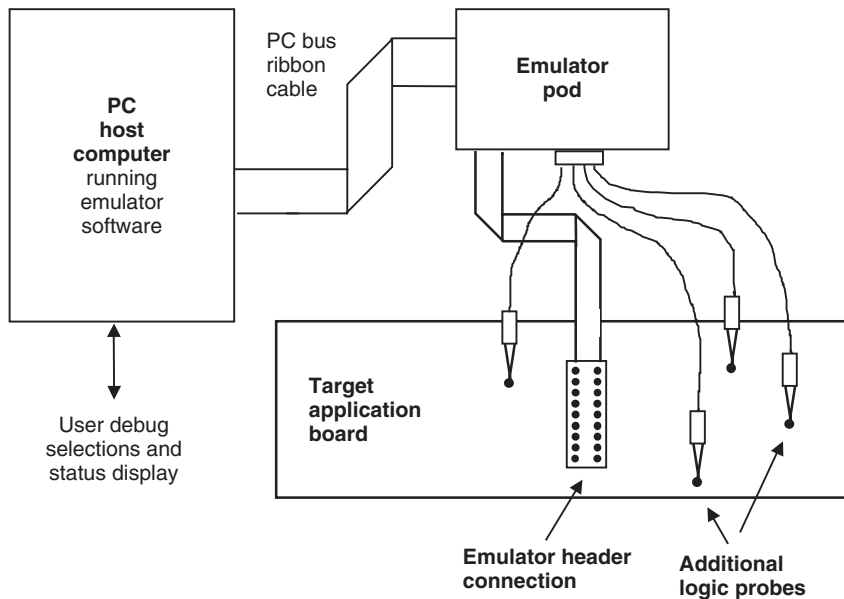 PC
host
computer
running
emulator
software
PC bus
ribbon
cable
Emulator
pod
User debug
selections and
status display
Target
application
board
Emulator header
connection
Additional
logic probes